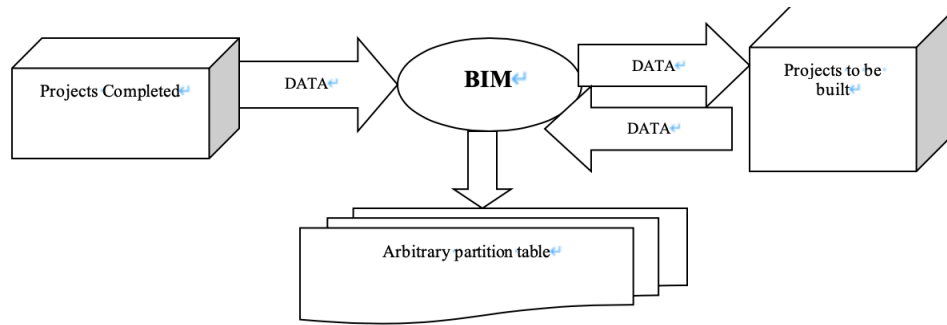 Projects Completed
DATA
BIM
DATA
DATA
Projects to be
built
Arbitrary partition table